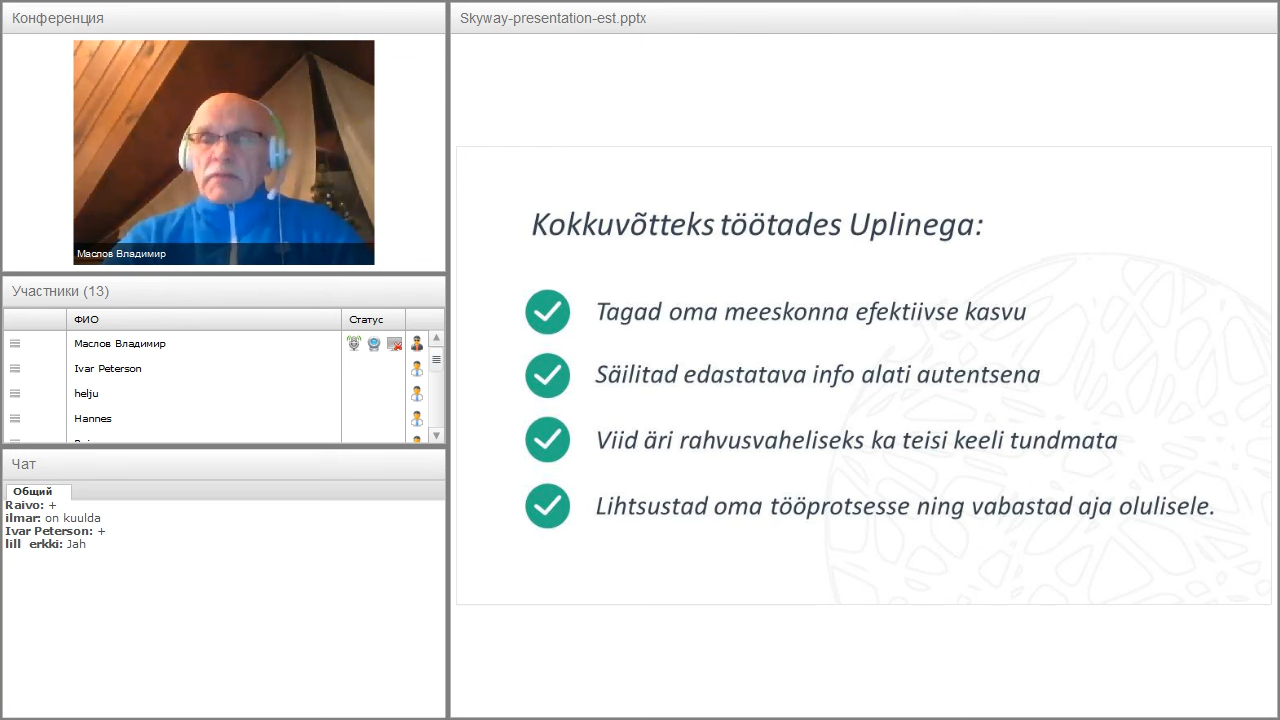 Конференция
Маслов Владимир
Участники (13)
ФИО
Статус
Маслов Владимир
Ivar Peterson
helju
Hannes
Чат
Общий
Raivo: +
ilmar: on kuulda
Ivar Peterson: +
lill_erkki: Jah
Skyway-presentation-est.pptx
Kokkuvõtteks töötades Uplinega:
Tagad oma meeskonna efektiivse kasvu
Säilitad edastatava info alati autentsena
Viid äri rahvusvaheliseks ka teisi keeli tundmata
Lihtsustad oma tööprotsesse ning vabastad aja olulisele.